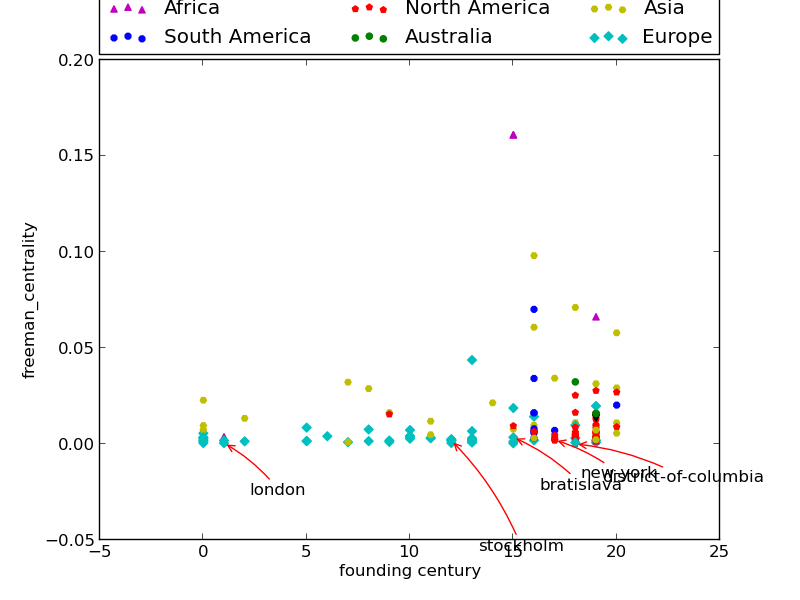 Africa North America Asia
South America Australia Europe
0.20
0.15
0.10
0.05
0.00
−0.05
freeman_centrality
london
stockholm
bratislava
new-york
district-of-columbia
−5 0 5 10 15 20 25
founding century